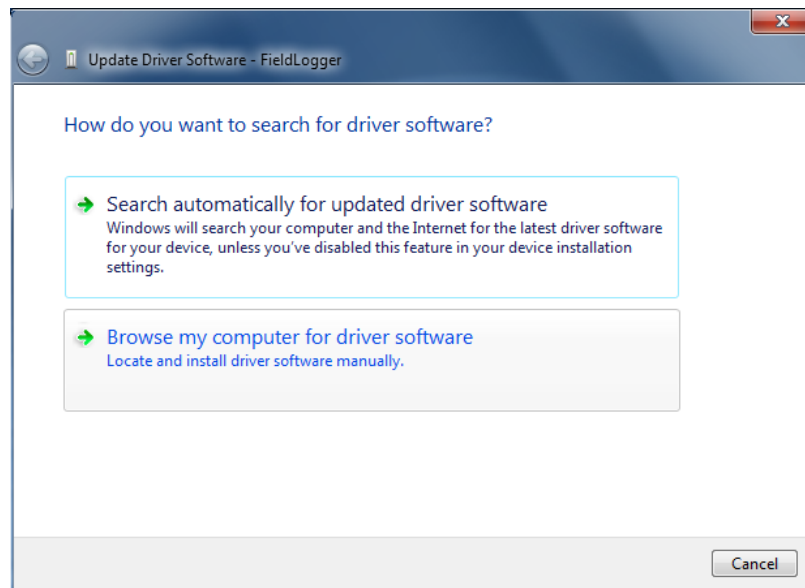 Update Driver Software - FieldLogger
How do you want to search for driver software?
Search automatically for updated driver software
Windows will search your computer and the Internet for the latest driver software
for your device, unless you've disabled this feature in your device installation
settings.
Browse my computer for driver software
Locate and install driver software manually.
Cancel